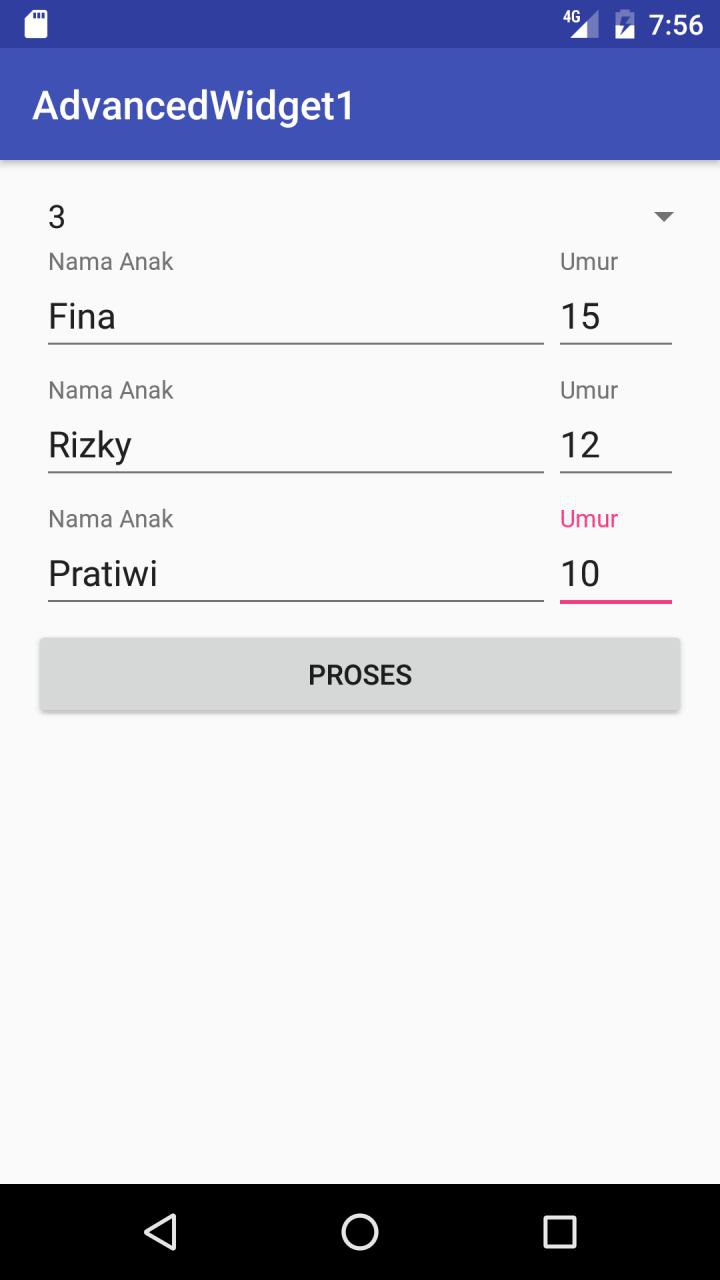 4G 7:56
AdvancedWidget1
3
Nama Anak Umur
Fina 15
Nama Anak Umur
Rizky 12
Nama Anak Umur
Pratiwi 10
PROSES